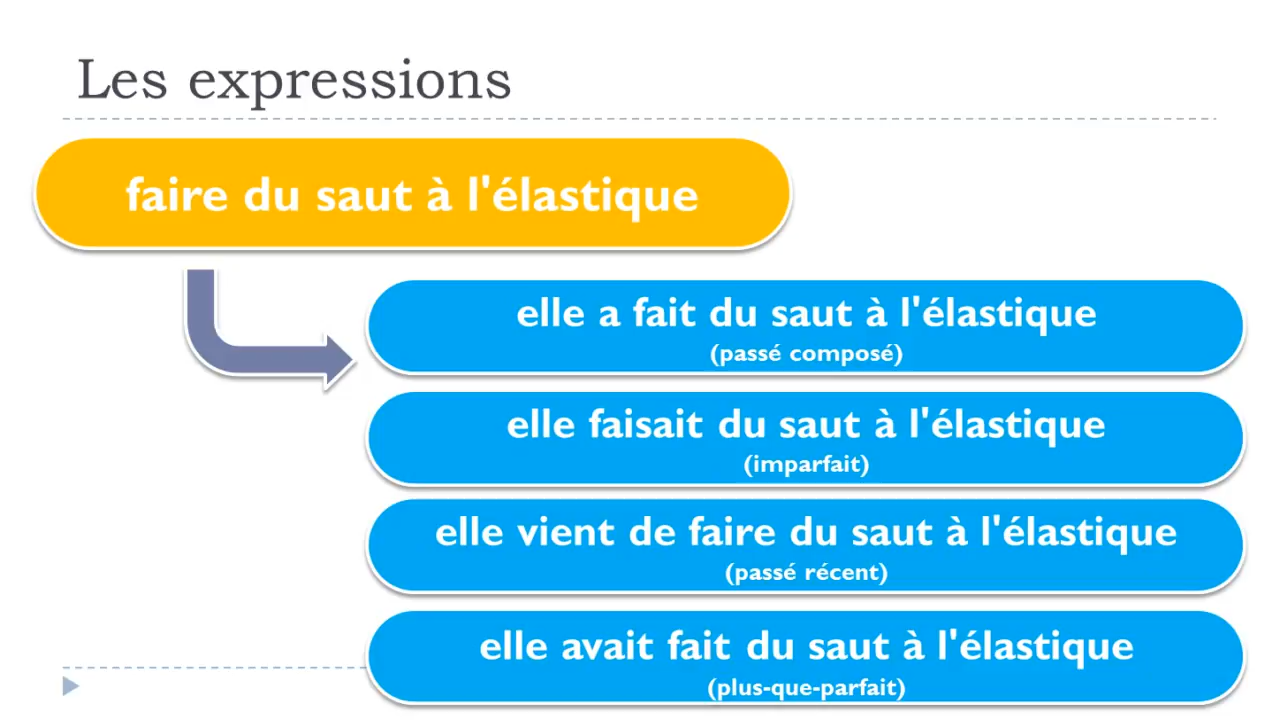 Les expressions
faire du saut à l'élastique
elle a fait du saut à l'élastique
(passé composé)
elle faisait du saut à l'élastique
(imparfait)
elle vient de faire du saut à l'élastique
(passé récent)
elle avait fait du saut à l'élastique
(plus-que-parfait)